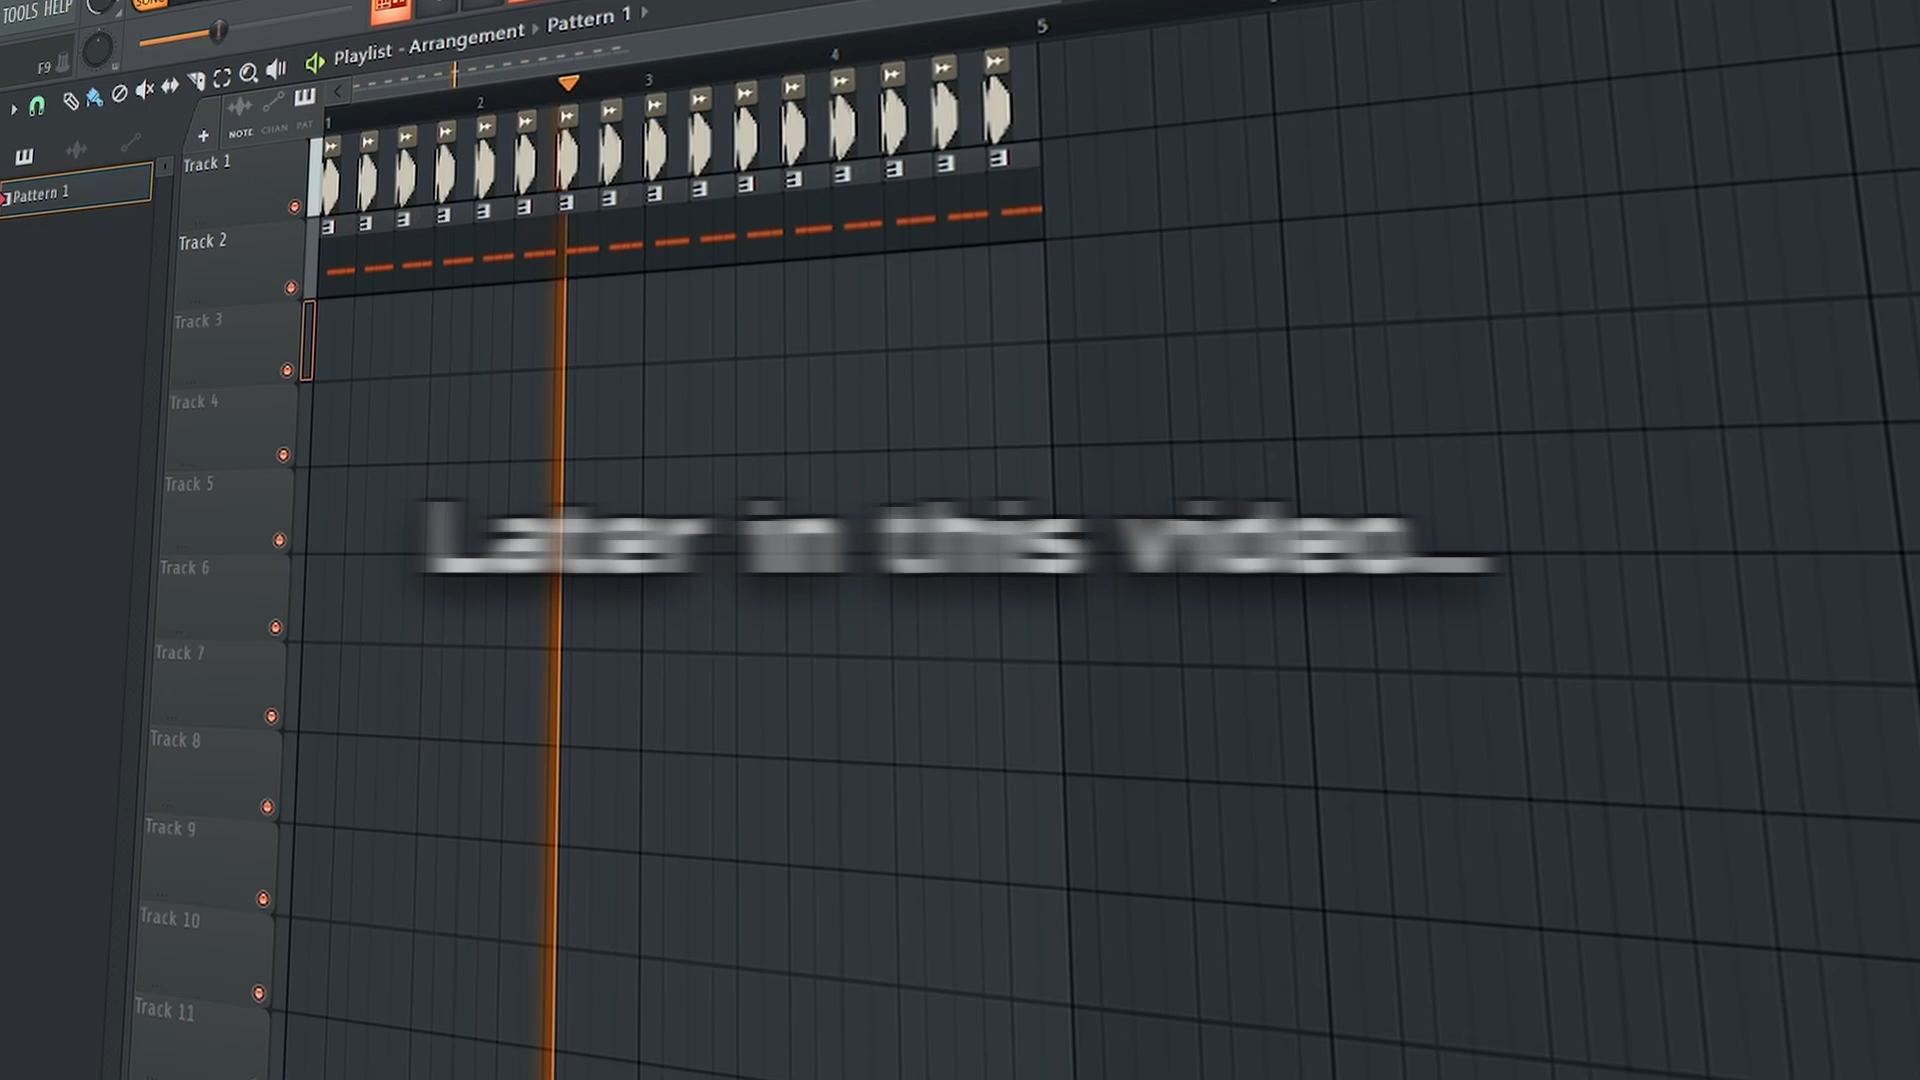 TOOLS HELP
SONG
F9
Playlist - Arrangement ▸ Pattern 1 ▸
1 2 3 4 5
NOTE CHAN PAT
Pattern 1
Track 1
Track 2
Track 3
Track 4
Track 5
Later in this video...
Track 6
Track 7
Track 8
Track 9
Track 10
Track 11